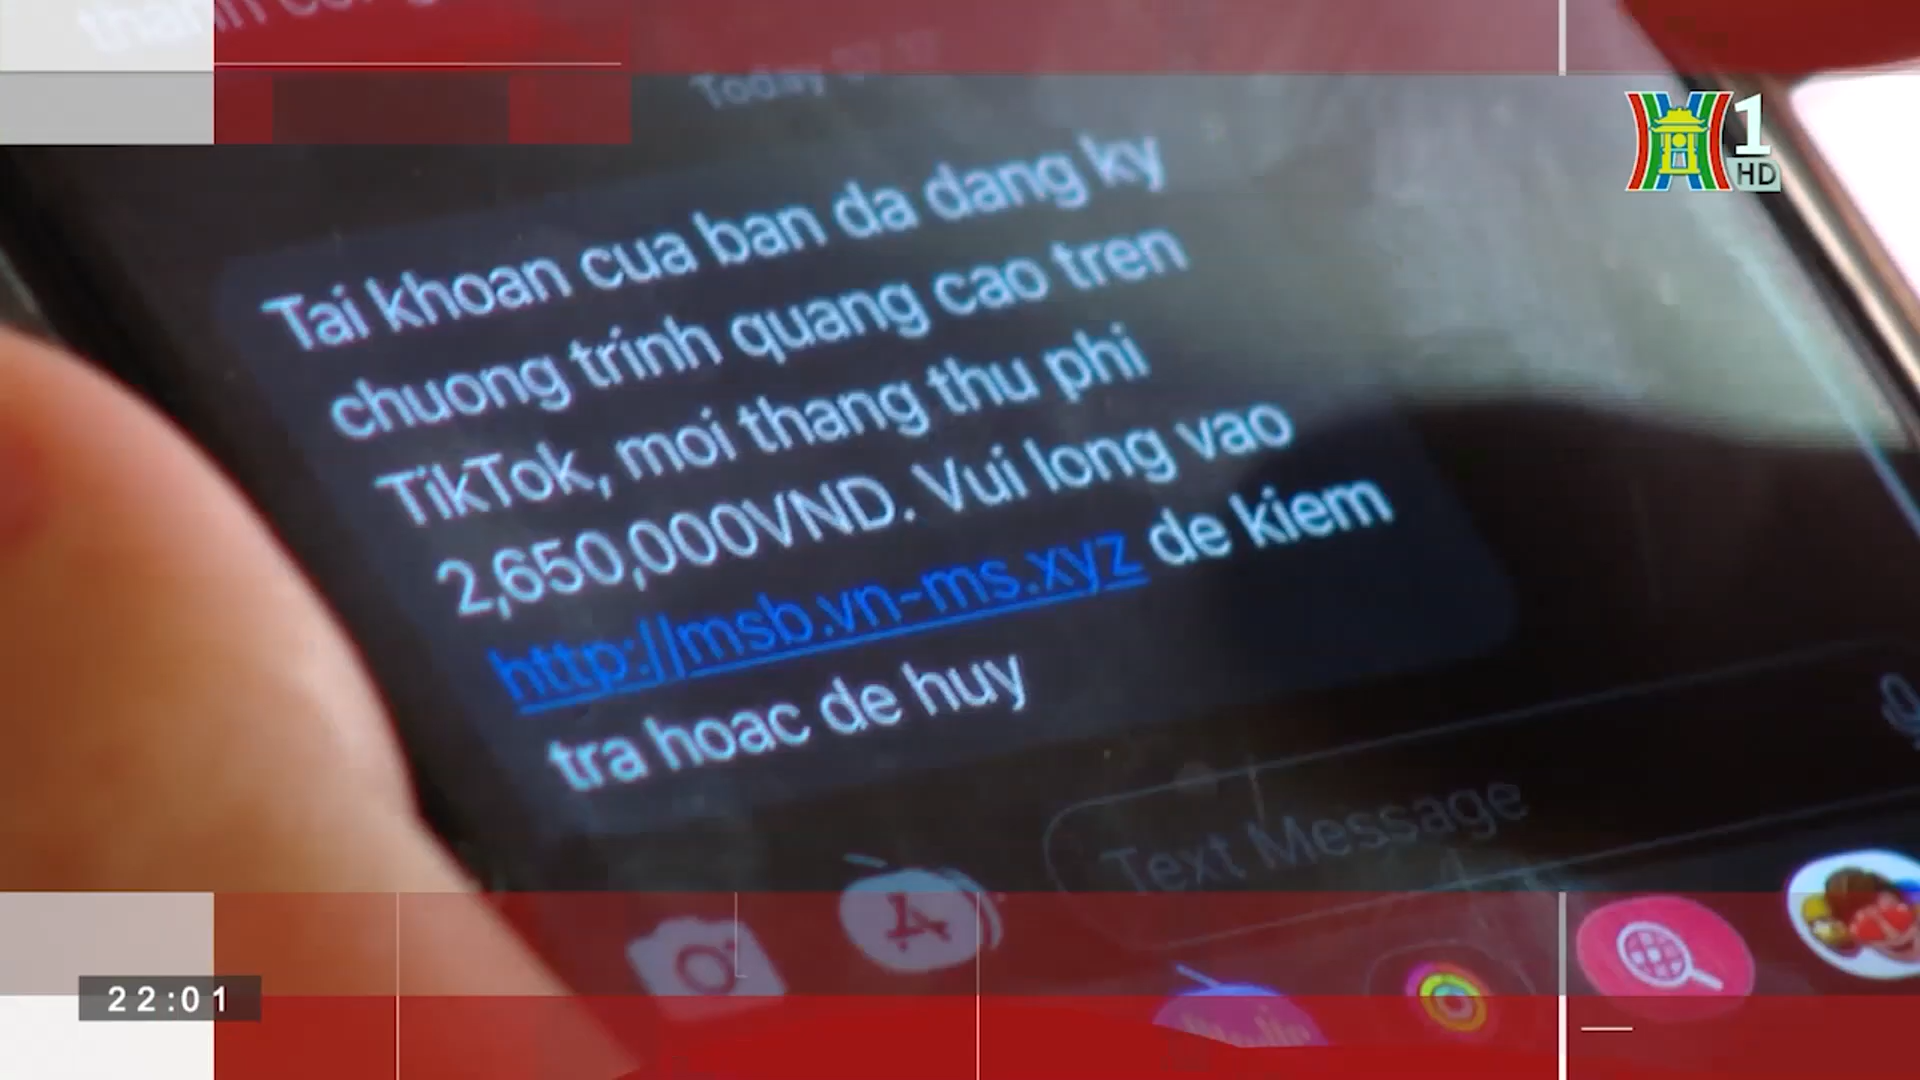 Today
1
HD
Tai khoan cua ban da dang ky
chuong trinh quang cao tren
TikTok, moi thang thu phi
2,650,000VND. Vui long vao
http://msb.vn-ms.xyz de kiem
tra hoac de huy
Text Message
22:01